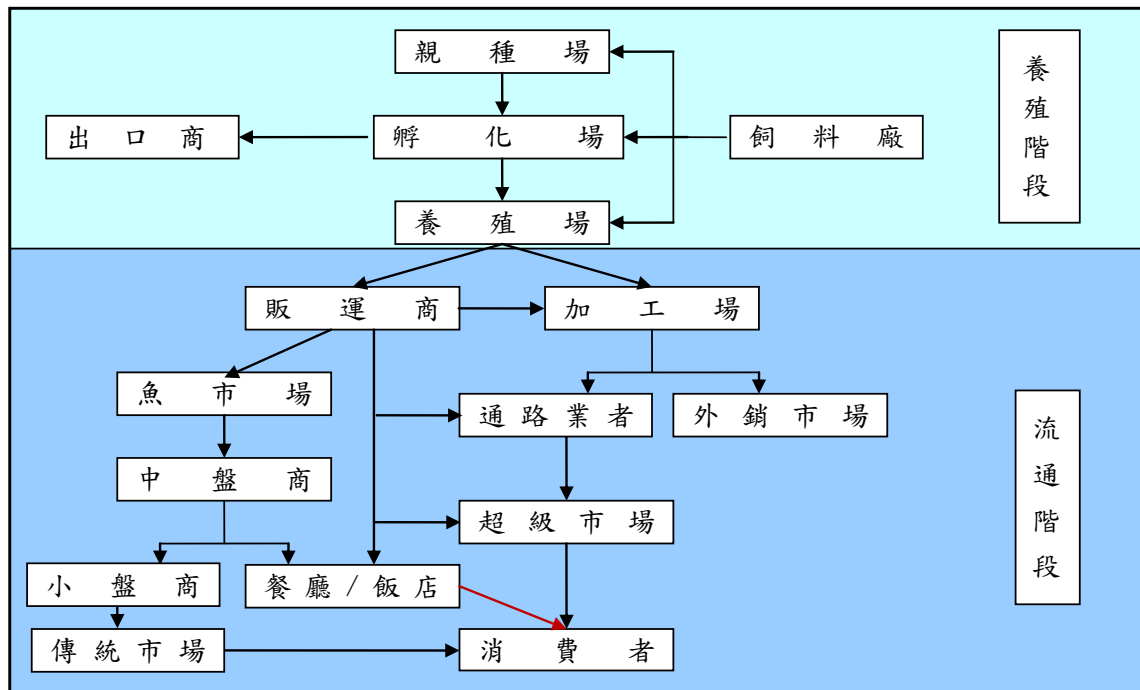 親種場
養殖階段
出口商
孵化場
飼料廠
養殖場
販運商
加工場
魚市場
通路業者
外銷市場
流通階段
中盤商
超級市場
小盤商
餐廳/飯店
傳統市場
消費者